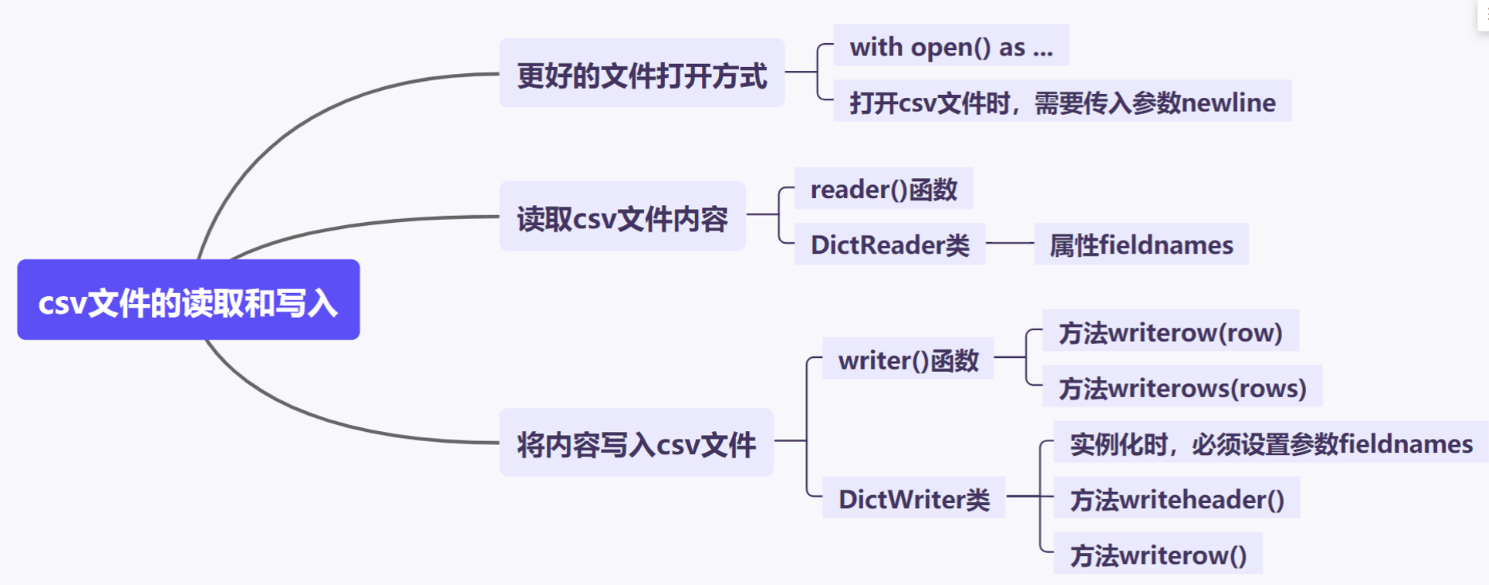 csv文件的读取和写入
更好的文件打开方式
with open() as ...
打开csv文件时，需要传入参数newline
读取csv文件内容
reader()函数
DictReader类
属性fieldnames
将内容写入csv文件
writer()函数
方法writerow(row)
方法writerows(rows)
DictWriter类
实例化时，必须设置参数fieldnames
方法writeheader()
方法writerow()